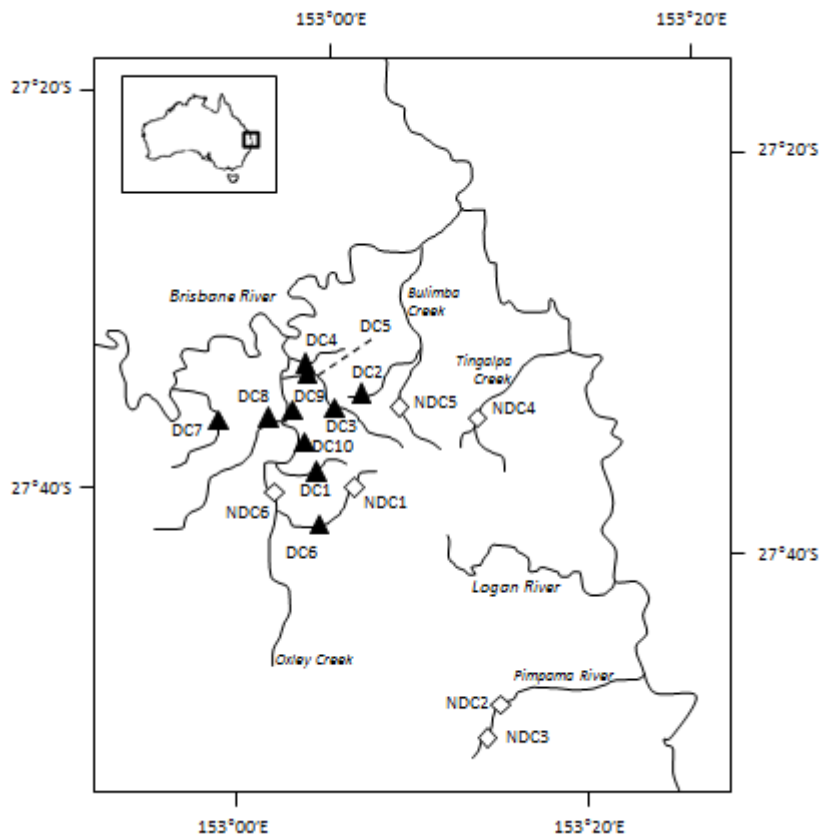 153°00'E
153°20'E
27°20'S
27°20'S
Brisbane River
Bulimba
Creek
DC5
DC4
Tingalpa
Creek
DC2
DC8
DC9
NDC5
NDC4
DC7
DC3
DC10
27°40'S
DC1
NDC6
NDC1
DC6
27°40'S
Logan River
Oxley Creek
Pimpama River
NDC2
NDC3
153°00'E
153°20'E